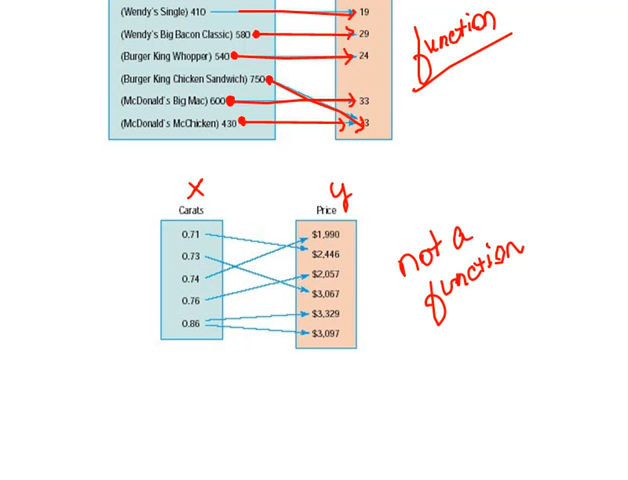 (Wendy's Single) 410 19
(Wendy's Big Bacon Classic) 580 29
(Burger King Whopper) 540 24
(Burger King Chicken Sandwich) 750
(McDonald's Big Mac) 600 33
(McDonald's McChicken) 430
function
x y
Carats Price
0.71 $1,990
$2,446
0.73
0.74 $2,057
0.76 $3,067
0.86 $3,329
$3,097
not a
function